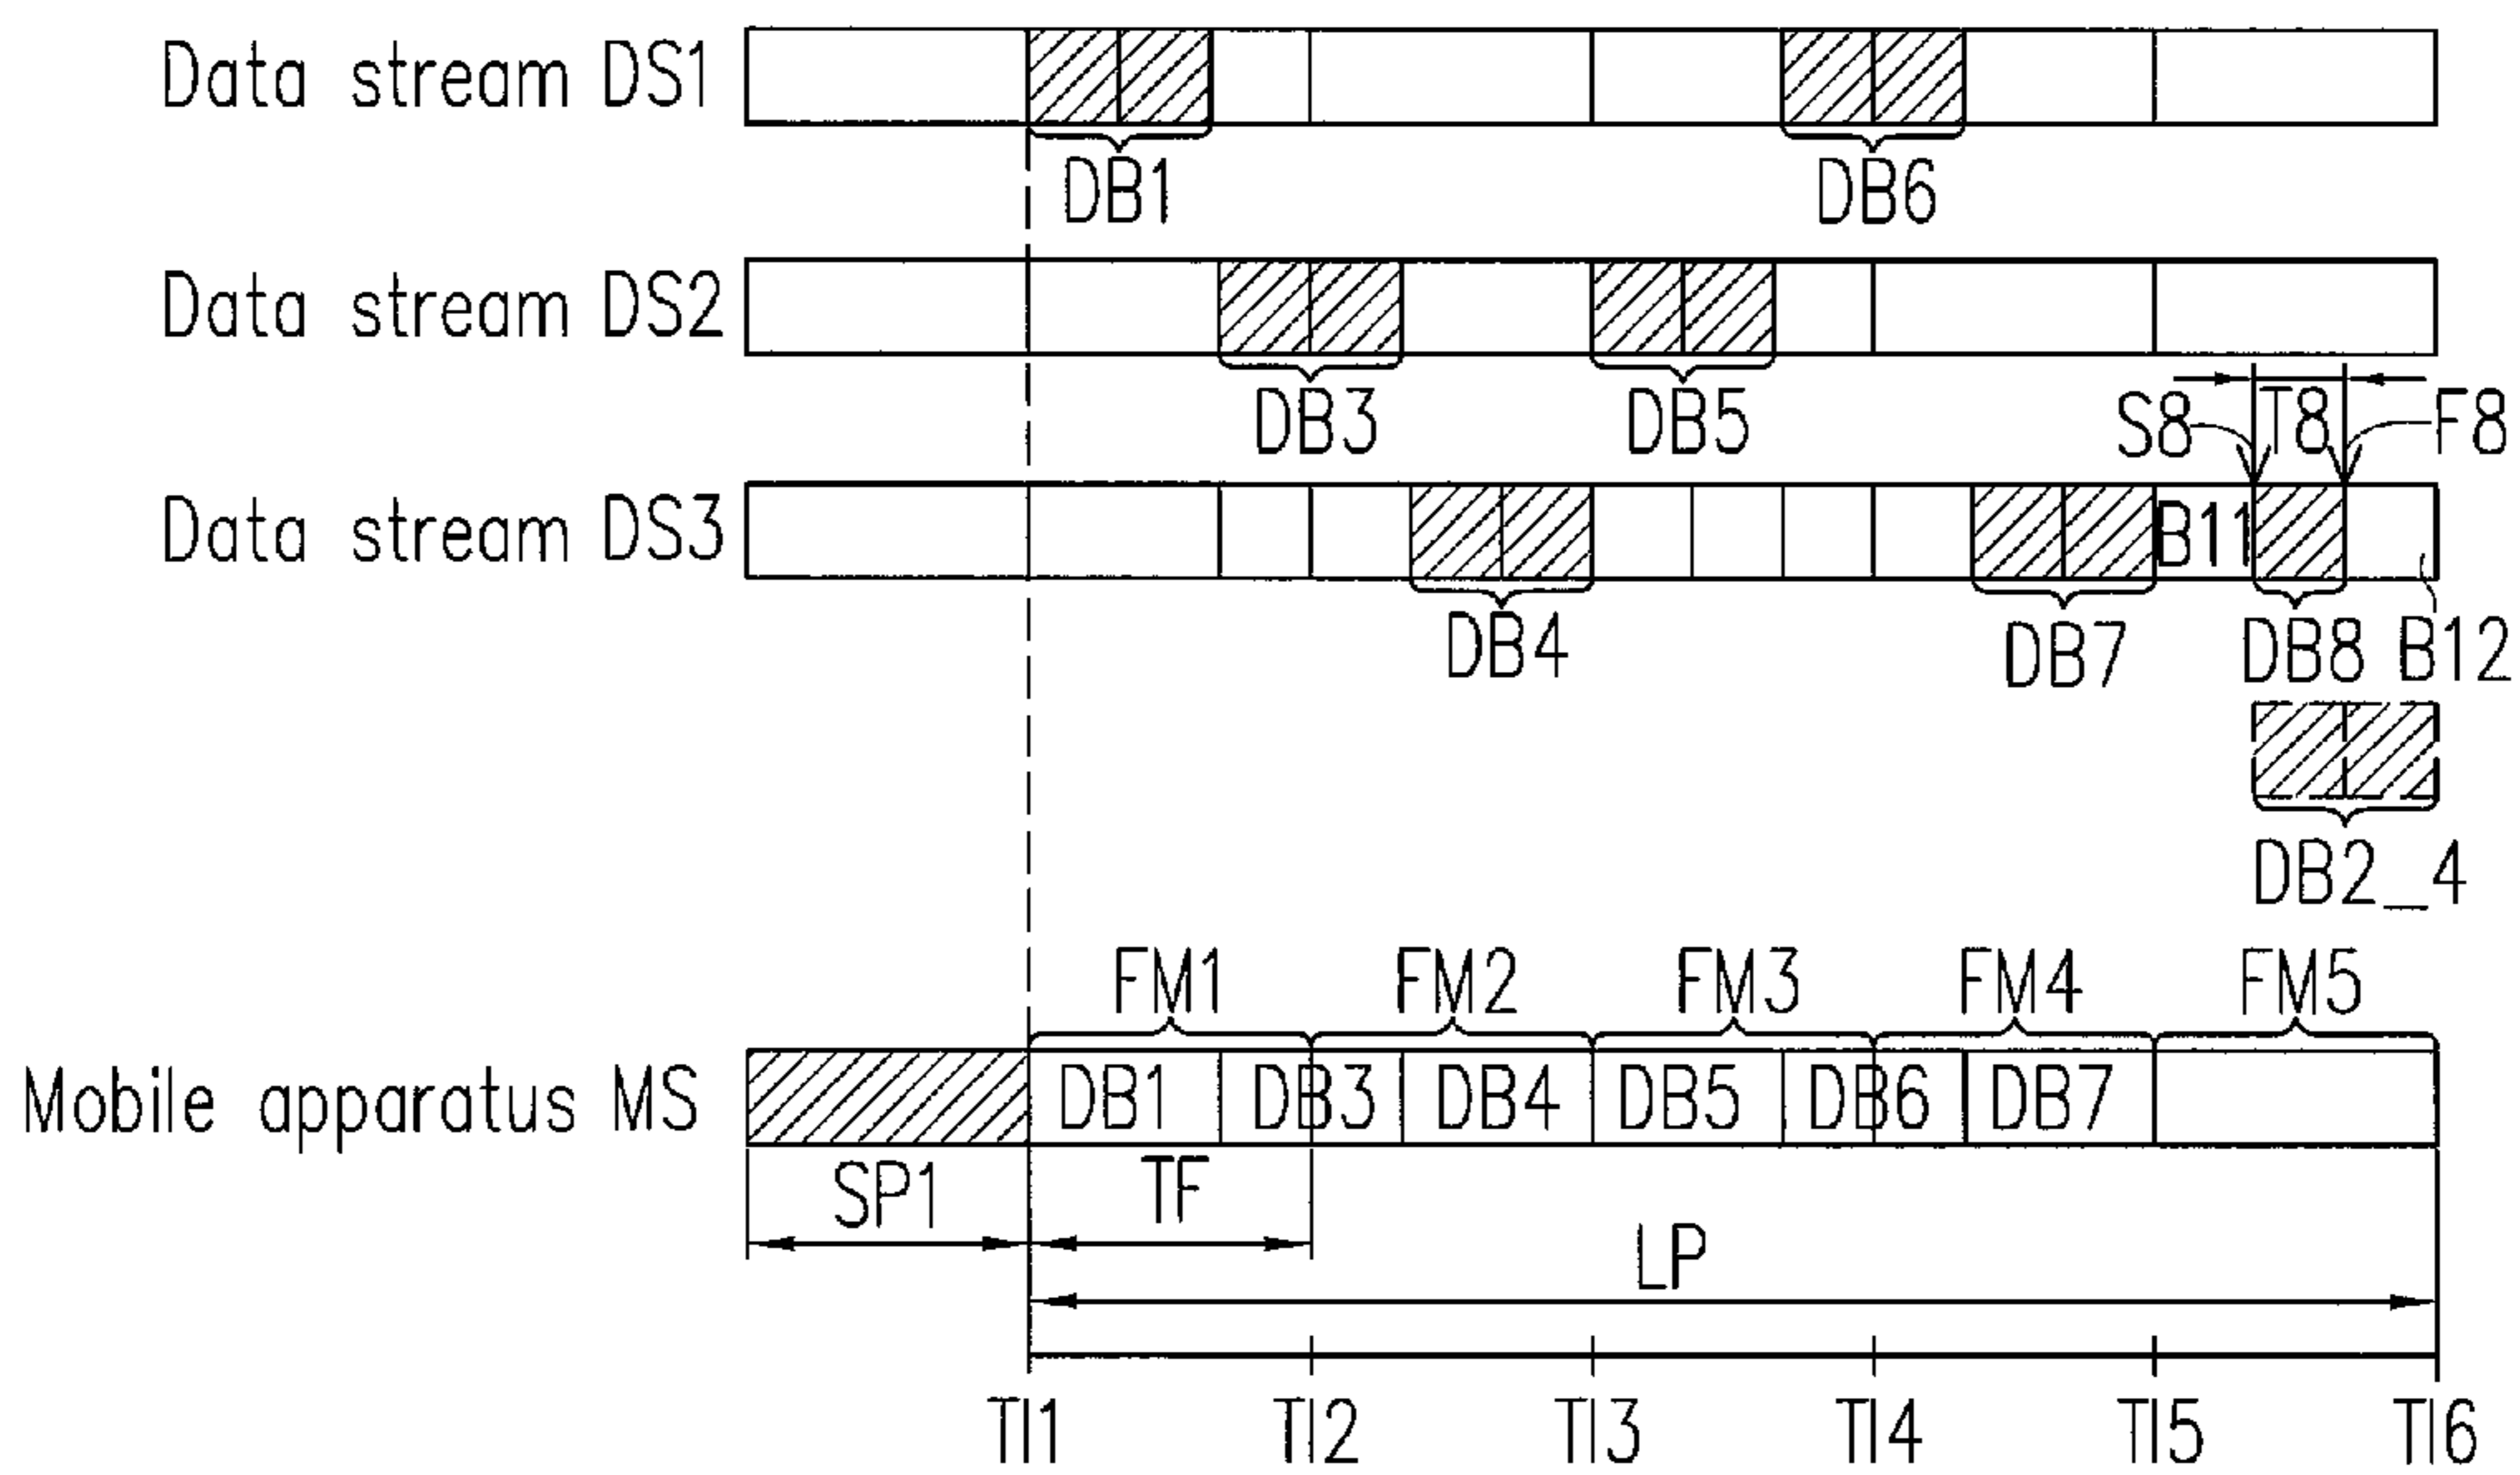 Data stream DS1
DB1 DB6
Data stream DS2
DB3 DB5 S8 T8 F8
Data stream DS3 B11
DB4 DB7 DB8 B12
DB2_4
FM1 FM2 FM3 FM4 FM5
Mobile apparatus MS DB1 DB3 DB4 DB5 DB6 DB7
SP1 TF
LP
TI1 TI2 TI3 TI4 TI5 TI6